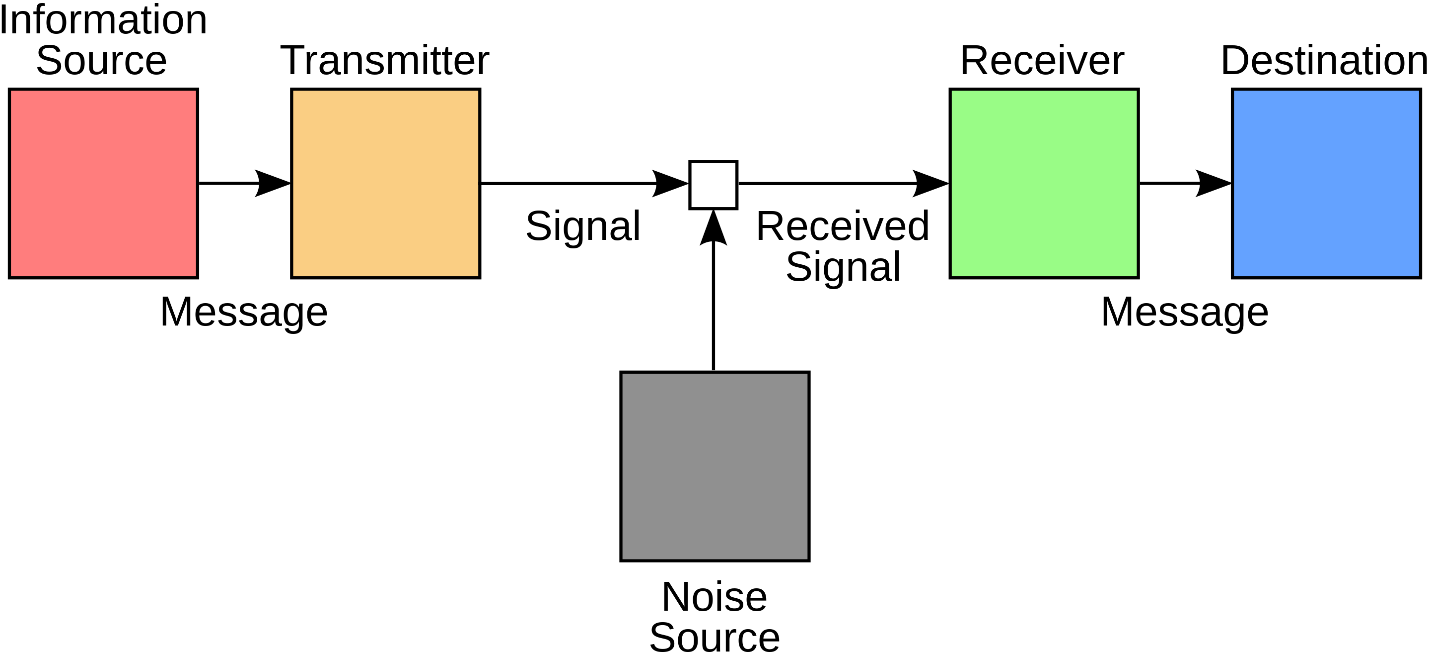 Information
Source
Transmitter
Receiver
Destination
Signal
Received
Signal
Message
Message
Noise
Source